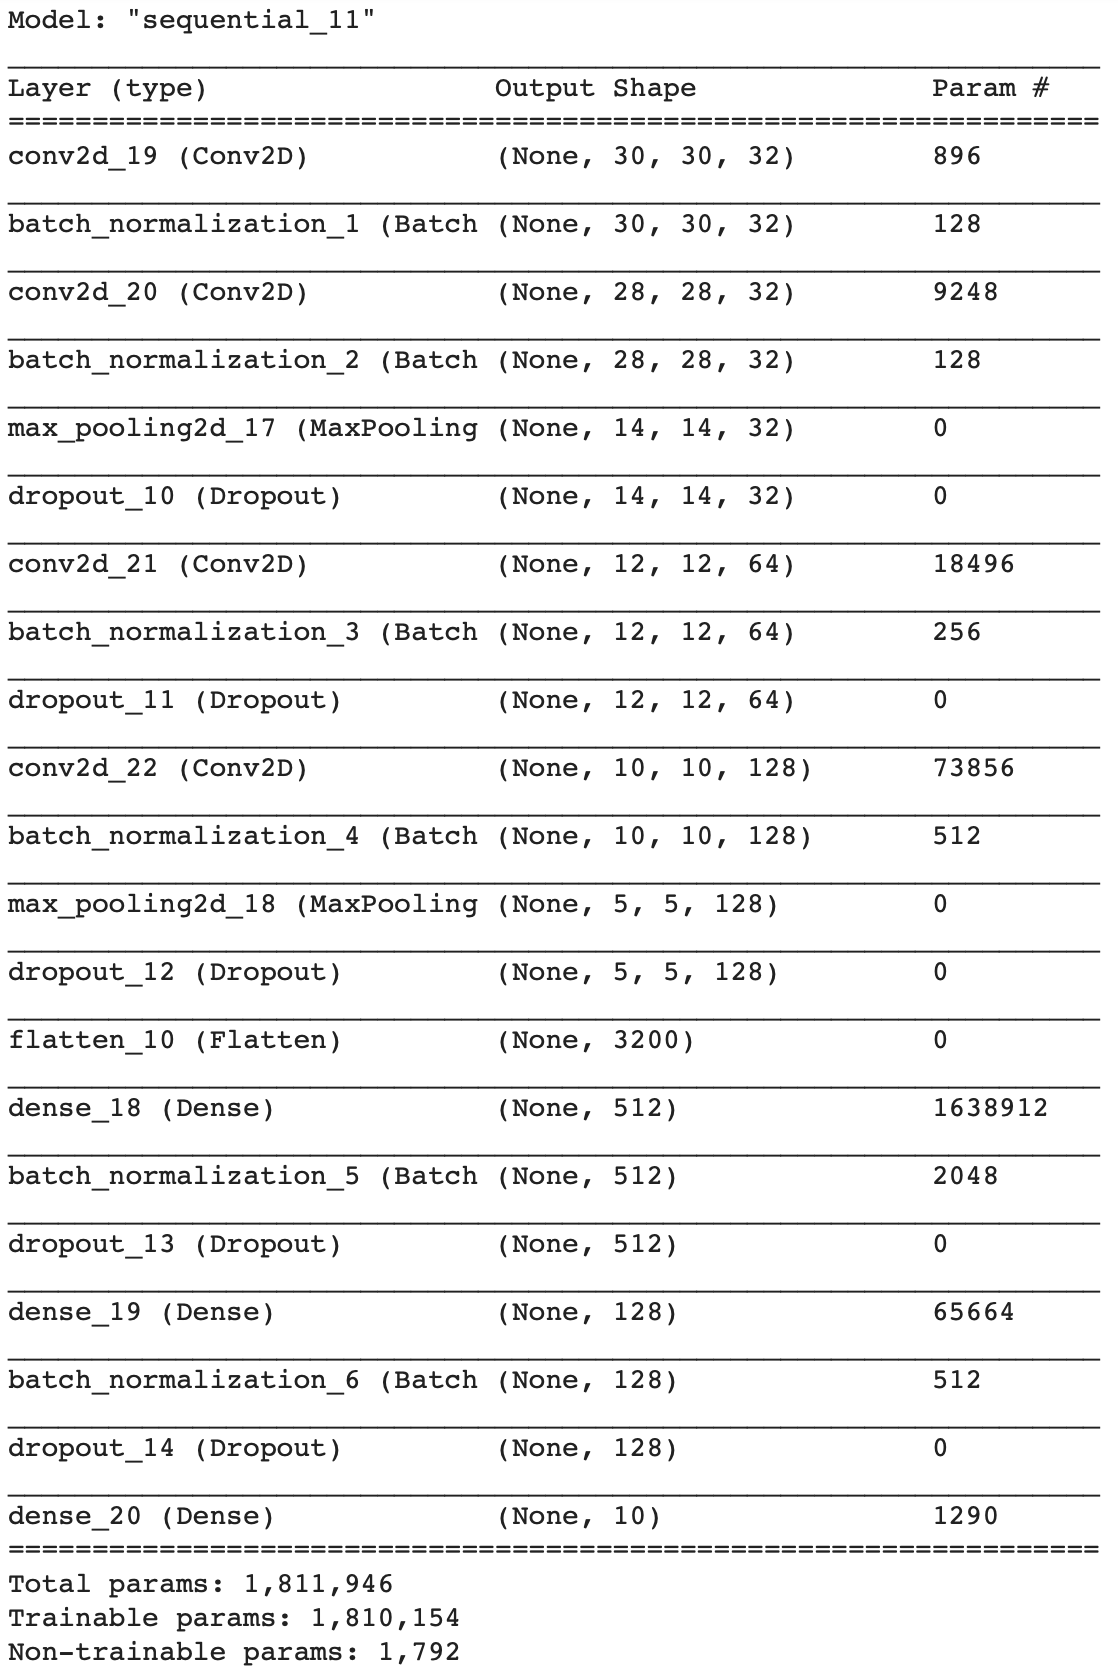 Model: "sequential_11"
Layer (type) Output Shape Param #
conv2d_19 (Conv2D) (None, 30, 30, 32) 896
batch_normalization_1 (Batch (None, 30, 30, 32) 128
conv2d_20 (Conv2D) (None, 28, 28, 32) 9248
batch_normalization_2 (Batch (None, 28, 28, 32) 128
max_pooling2d_17 (MaxPooling (None, 14, 14, 32) 0
dropout_10 (Dropout) (None, 14, 14, 32) 0
conv2d_21 (Conv2D) (None, 12, 12, 64) 18496
batch_normalization_3 (Batch (None, 12, 12, 64) 256
dropout_11 (Dropout) (None, 12, 12, 64) 0
conv2d_22 (Conv2D) (None, 10, 10, 128) 73856
batch_normalization_4 (Batch (None, 10, 10, 128) 512
max_pooling2d_18 (MaxPooling (None, 5, 5, 128) 0
dropout_12 (Dropout) (None, 5, 5, 128) 0
flatten_10 (Flatten) (None, 3200) 0
dense_18 (Dense) (None, 512) 1638912
batch_normalization_5 (Batch (None, 512) 2048
dropout_13 (Dropout) (None, 512) 0
dense_19 (Dense) (None, 128) 65664
batch_normalization_6 (Batch (None, 128) 512
dropout_14 (Dropout) (None, 128) 0
dense_20 (Dense) (None, 10) 1290
Total params: 1,811,946
Trainable params: 1,810,154
Non-trainable params: 1,792